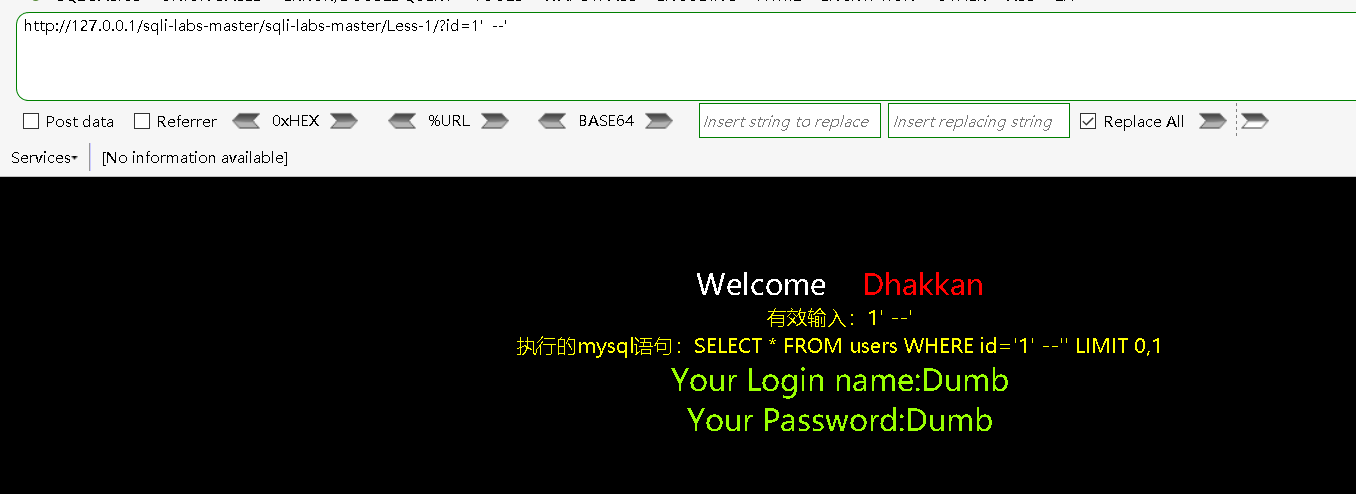 http://127.0.0.1/sqli-labs-master/sqli-labs-master/Less-1/?id=1' --'
Post data Referrer 0xHEX %URL BASE64 Insert string to replace Insert replacing string Replace All
Services [No information available]
Welcome Dhakkan
有效输入：1' --'
执行的mysql语句：SELECT * FROM users WHERE id='1' --'' LIMIT 0,1
Your Login name:Dumb
Your Password:Dumb